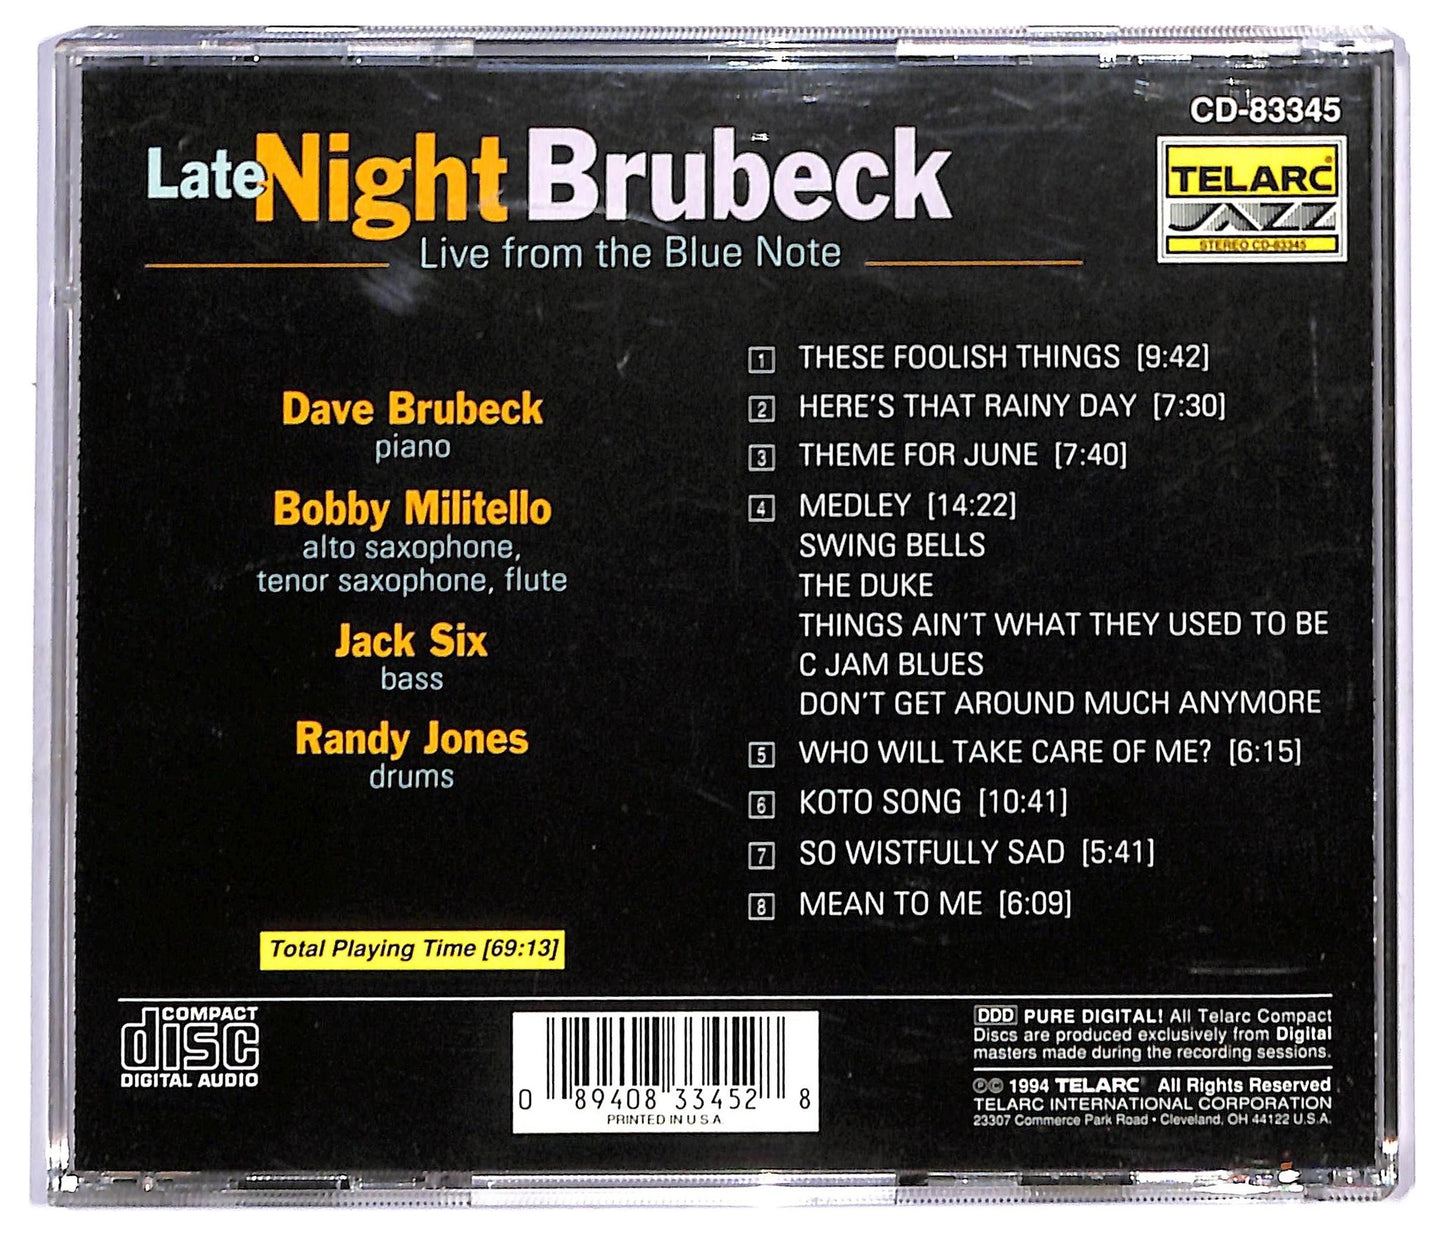 CD-83345
Late Night Brubeck
Live from the Blue Note
TELARC
JAZZ
STEREO CD-83345
Dave Brubeck
piano
Bobby Militello
alto saxophone,
tenor saxophone, flute
Jack Six
bass
Randy Jones
drums
Total Playing Time [69:13]
1 THESE FOOLISH THINGS [9:42]
2 HERE'S THAT RAINY DAY [7:30]
3 THEME FOR JUNE [7:40]
4 MEDLEY [14:22]
SWING BELLS
THE DUKE
THINGS AIN'T WHAT THEY USED TO BE
C JAM BLUES
DON'T GET AROUND MUCH ANYMORE
5 WHO WILL TAKE CARE OF ME? [6:15]
6 KOTO SONG [10:41]
7 SO WISTFULLY SAD [5:41]
8 MEAN TO ME [6:09]
COMPACT
disc
DIGITAL AUDIO
0 89408 33452 8
PRINTED IN U S A
DDD PURE DIGITAL! All Telarc Compact
Discs are produced exclusively from Digital
masters made during the recording sessions.
℗© 1994 TELARC® All Rights Reserved
TELARC INTERNATIONAL CORPORATION
23307 Commerce Park Road • Cleveland, OH 44122 U.S.A.